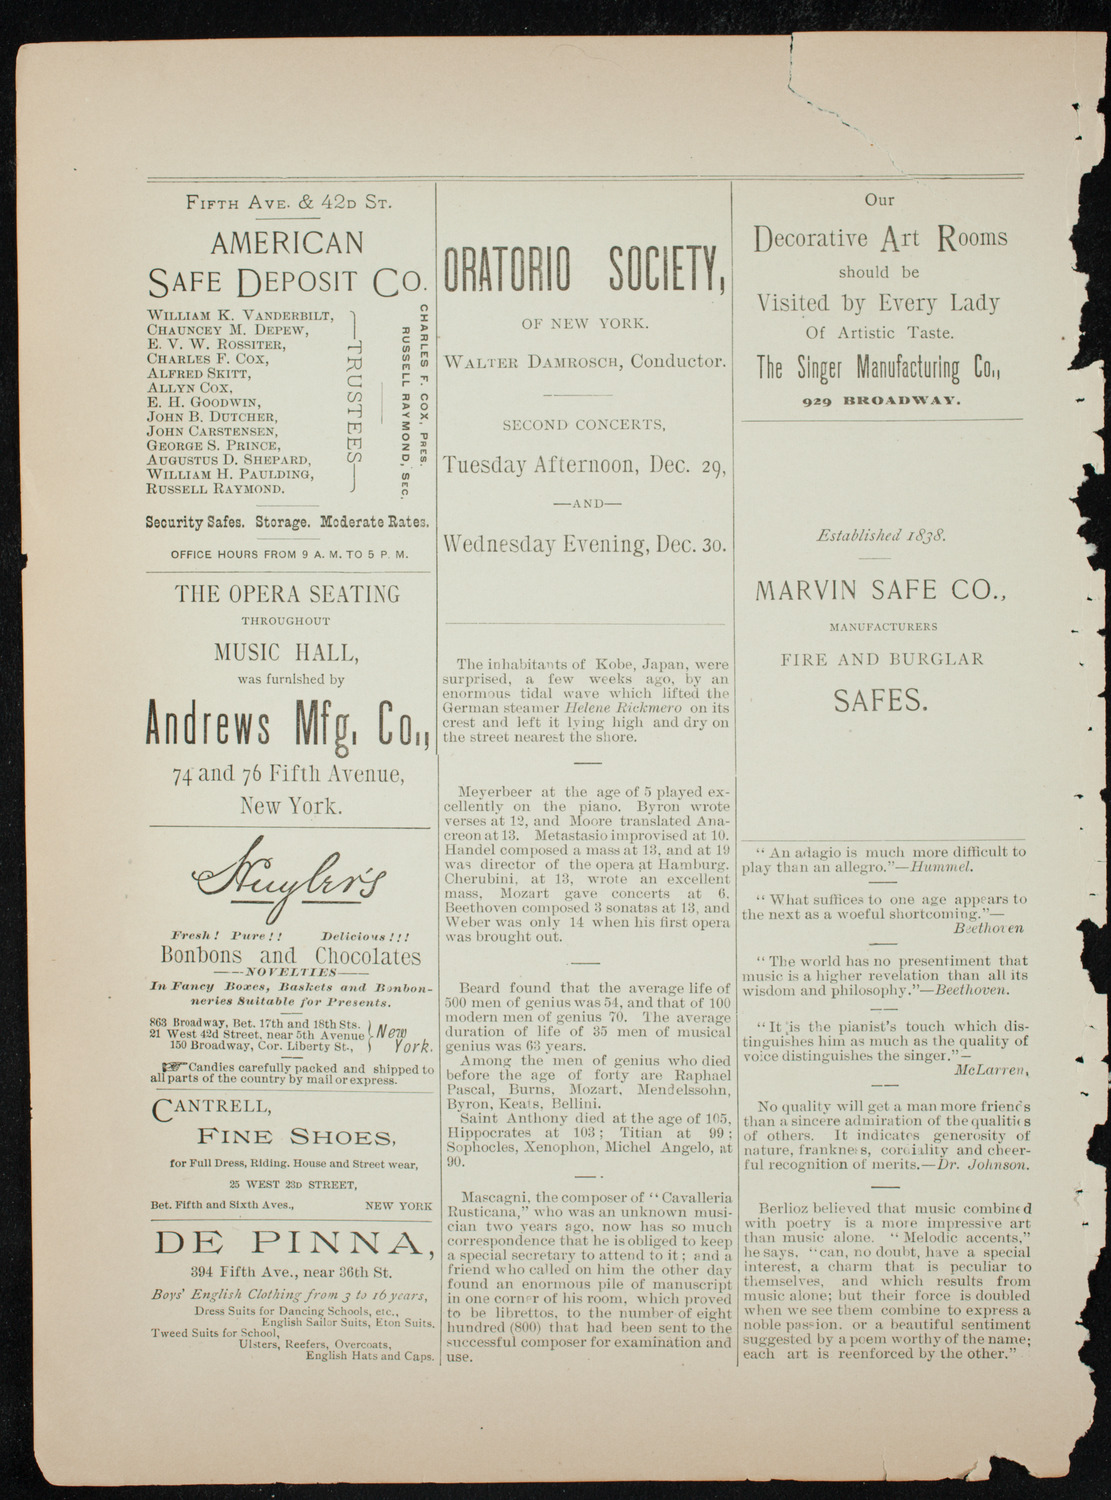 FIFTH AVE. & 42D ST.
AMERICAN
SAFE DEPOSIT CO.
WILLIAM K. VANDERBILT,
CHAUNCEY M. DEPEW,
E. V. W. ROSSITER,
CHARLES F. COX,
ALFRED SKITT,
ALLYN COX,
E. H. GOODWIN,
JOHN B. DUTCHER,
JOHN CARSTENSEN,
GEORGE S. PRINCE,
AUGUSTUS D. SHEPARD,
WILLIAM H. PAULDING,
RUSSELL RAYMOND.
TRUSTEES
CHARLES F. COX, PRES.
RUSSELL RAYMOND, SEC.
Security Safes. Storage. Moderate Rates.
OFFICE HOURS FROM 9 A. M. TO 5 P. M.
THE OPERA SEATING
THROUGHOUT
MUSIC HALL,
was furnished by
Andrews Mfg. Co.,
74 and 76 Fifth Avenue,
New York.
Huyler's
Fresh! Pure!! Delicious!!!
Bonbons and Chocolates
——NOVELTIES——
In Fancy Boxes, Baskets and Bonbon-
neries Suitable for Presents.
863 Broadway, Bet. 17th and 18th Sts.
21 West 42d Street, near 5th Avenue
150 Broadway, Cor. Liberty St.,
New
York.
☞Candies carefully packed and shipped to
all parts of the country by mail or express.
CANTRELL,
FINE SHOES,
for Full Dress, Riding. House and Street wear,
25 WEST 23D STREET,
Bet. Fifth and Sixth Aves., NEW YORK
DE PINNA,
394 Fifth Ave., near 36th St.
Boys' English Clothing from 3 to 16 years,
Dress Suits for Dancing Schools, etc.,
English Sailor Suits, Eton Suits.
Tweed Suits for School,
Ulsters, Reefers, Overcoats,
English Hats and Caps.
ORATORIO SOCIETY,
OF NEW YORK.
WALTER DAMROSCH, Conductor.
SECOND CONCERTS,
Tuesday Afternoon, Dec. 29,
—AND—
Wednesday Evening, Dec. 30.
The inhabitants of Kobe, Japan, were
surprised, a few weeks ago, by an
enormous tidal wave which lifted the
German steamer Helene Rickmero on its
crest and left it lying high and dry on
the street nearest the shore.
Meyerbeer at the age of 5 played ex-
cellently on the piano. Byron wrote
verses at 12, and Moore translated Ana-
creon at 13. Metastasio improvised at 10.
Handel composed a mass at 13, and at 19
was director of the opera at Hamburg.
Cherubini, at 13, wrote an excellent
mass, Mozart gave concerts at 6,
Beethoven composed 3 sonatas at 13, and
Weber was only 14 when his first opera
was brought out.
Beard found that the average life of
500 men of genius was 54, and that of 100
modern men of genius 70. The average
duration of life of 35 men of musical
genius was 63 years.
Among the men of genius who died
before the age of forty are Raphael
Pascal, Burns, Mozart, Mendelssohn,
Byron, Keats, Bellini.
Saint Anthony died at the age of 105,
Hippocrates at 103; Titian at 99;
Sophocles, Xenophon, Michel Angelo, at
90.
Mascagni, the composer of "Cavalleria
Rusticana," who was an unknown musi-
cian two years ago, now has so much
correspondence that he is obliged to keep
a special secretary to attend to it; and a
friend who called on him the other day
found an enormous pile of manuscript
in one corner of his room, which proved
to be librettos, to the number of eight
hundred (800) that had been sent to the
successful composer for examination and
use.
Our
Decorative Art Rooms
should be
Visited by Every Lady
Of Artistic Taste.
The Singer Manufacturing Co.,
929 BROADWAY.
Established 1838.
MARVIN SAFE CO.,
MANUFACTURERS
FIRE AND BURGLAR
SAFES.
"An adagio is much more difficult to
play than an allegro."—Hummel.
"What suffices to one age appears to
the next as a woeful shortcoming."—
Beethoven
"The world has no presentiment that
music is a higher revelation than all its
wisdom and philosophy."—Beethoven.
"It is the pianist's touch which dis-
tinguishes him as much as the quality of
voice distinguishes the singer."—
McLarren,
No quality will get a man more friends
than a sincere admiration of the qualities
of others. It indicates generosity of
nature, frankness, cordiality and cheer-
ful recognition of merits.—Dr. Johnson.
Berlioz believed that music combined
with poetry is a more impressive art
than music alone. "Melodic accents,"
he says, "can, no doubt, have a special
interest, a charm that is peculiar to
themselves, and which results from
music alone; but their force is doubled
when we see them combine to express a
noble passion. or a beautiful sentiment
suggested by a poem worthy of the name;
each art is reenforced by the other."